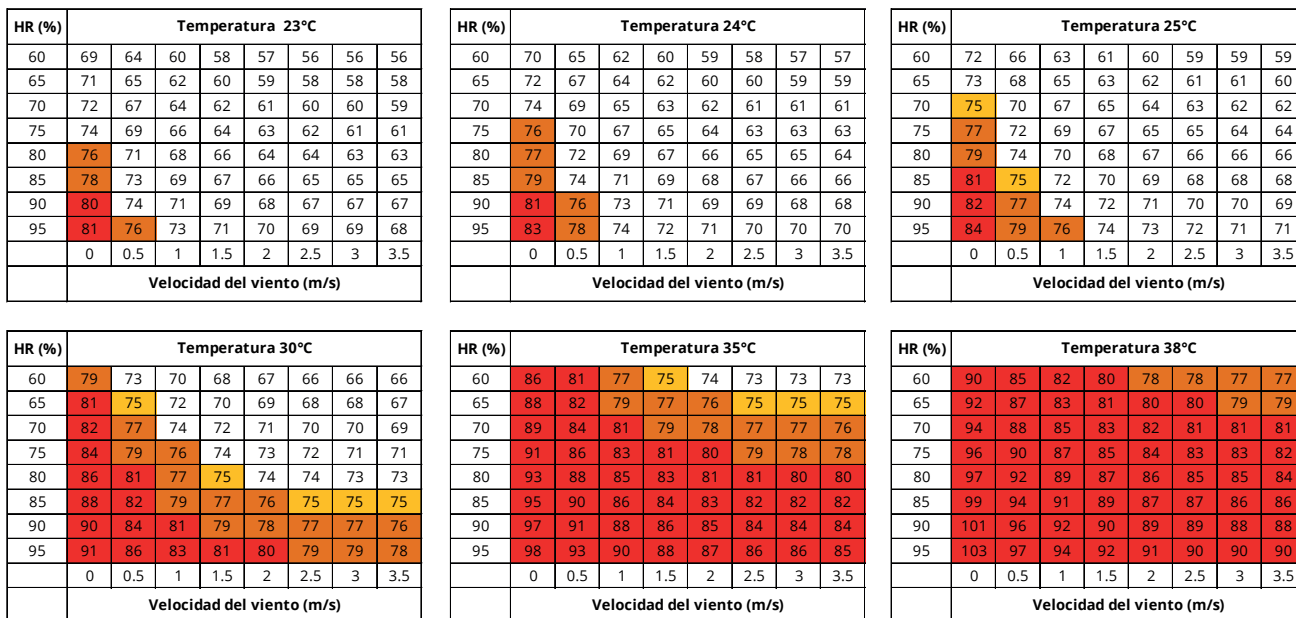 HR (%) Temperatura 23°C
60 69 64 60 58 57 56 56 56
65 71 65 62 60 59 58 58 58
70 72 67 64 62 61 60 60 59
75 74 69 66 64 63 62 61 61
80 76 71 68 66 64 64 63 63
85 78 73 69 67 66 65 65 65
90 80 74 71 69 68 67 67 67
95 81 76 73 71 70 69 69 68
0 0.5 1 1.5 2 2.5 3 3.5
Velocidad del viento (m/s)
HR (%) Temperatura 24°C
60 70 65 62 60 59 58 57 57
65 72 67 64 62 60 60 59 59
70 74 69 65 63 62 61 61 61
75 76 70 67 65 64 63 63 63
80 77 72 69 67 66 65 65 64
85 79 74 71 69 68 67 66 66
90 81 76 73 71 69 69 68 68
95 83 78 74 72 71 70 70 70
0 0.5 1 1.5 2 2.5 3 3.5
Velocidad del viento (m/s)
HR (%) Temperatura 25°C
60 72 66 63 61 60 59 59 59
65 73 68 65 63 62 61 61 60
70 75 70 67 65 64 63 62 62
75 77 72 69 67 65 65 64 64
80 79 74 70 68 67 66 66 66
85 81 75 72 70 69 68 68 68
90 82 77 74 72 71 70 70 69
95 84 79 76 74 73 72 71 71
0 0.5 1 1.5 2 2.5 3 3.5
Velocidad del viento (m/s)
HR (%) Temperatura 30°C
60 79 73 70 68 67 66 66 66
65 81 75 72 70 69 68 68 67
70 82 77 74 72 71 70 70 69
75 84 79 76 74 73 72 71 71
80 86 81 77 75 74 74 73 73
85 88 82 79 77 76 75 75 75
90 90 84 81 79 78 77 77 76
95 91 86 83 81 80 79 79 78
0 0.5 1 1.5 2 2.5 3 3.5
Velocidad del viento (m/s)
HR (%) Temperatura 35°C
60 86 81 77 75 74 73 73 73
65 88 82 79 77 76 75 75 75
70 89 84 81 79 78 77 77 76
75 91 86 83 81 80 79 78 78
80 93 88 85 83 81 81 80 80
85 95 90 86 84 83 82 82 82
90 97 91 88 86 85 84 84 84
95 98 93 90 88 87 86 86 85
0 0.5 1 1.5 2 2.5 3 3.5
Velocidad del viento (m/s)
HR (%) Temperatura 38°C
60 90 85 82 80 78 78 77 77
65 92 87 83 81 80 80 79 79
70 94 88 85 83 82 81 81 81
75 96 90 87 85 84 83 83 82
80 97 92 89 87 86 85 85 84
85 99 94 91 89 87 87 86 86
90 101 96 92 90 89 89 88 88
95 103 97 94 92 91 90 90 90
0 0.5 1 1.5 2 2.5 3 3.5
Velocidad del viento (m/s)